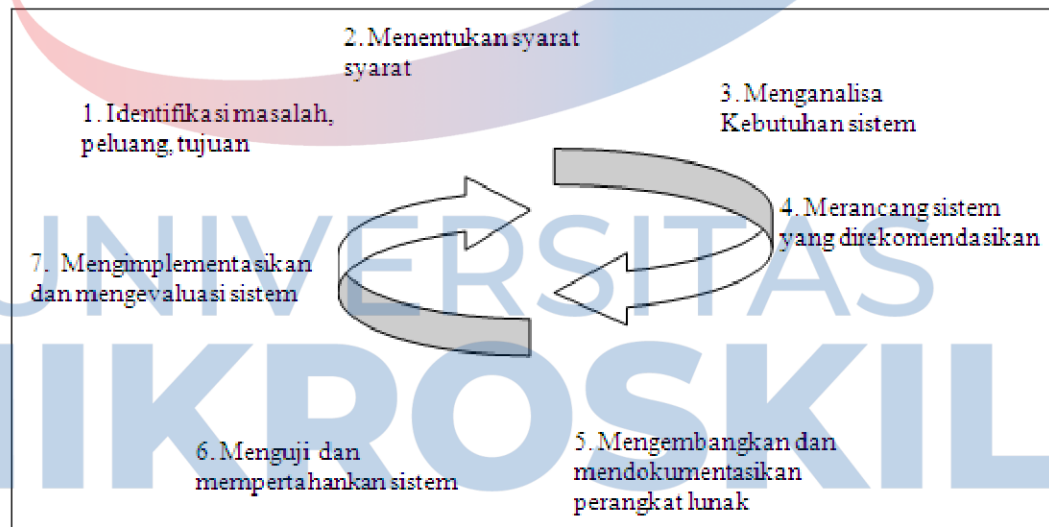 2. Menentukan syarat
syarat
1. Identifikasi masalah,
peluang, tujuan
3. Menganalisa
Kebutuhan sistem
4. Merancang sistem
yang direkomendasikan
7. Mengimplementasikan
dan mengevaluasi sistem
6. Menguji dan
mempertahankan sistem
5. Mengembangkan dan
mendokumentasikan
perangkat lunak
UNIVERSITAS
MIKROSKIL